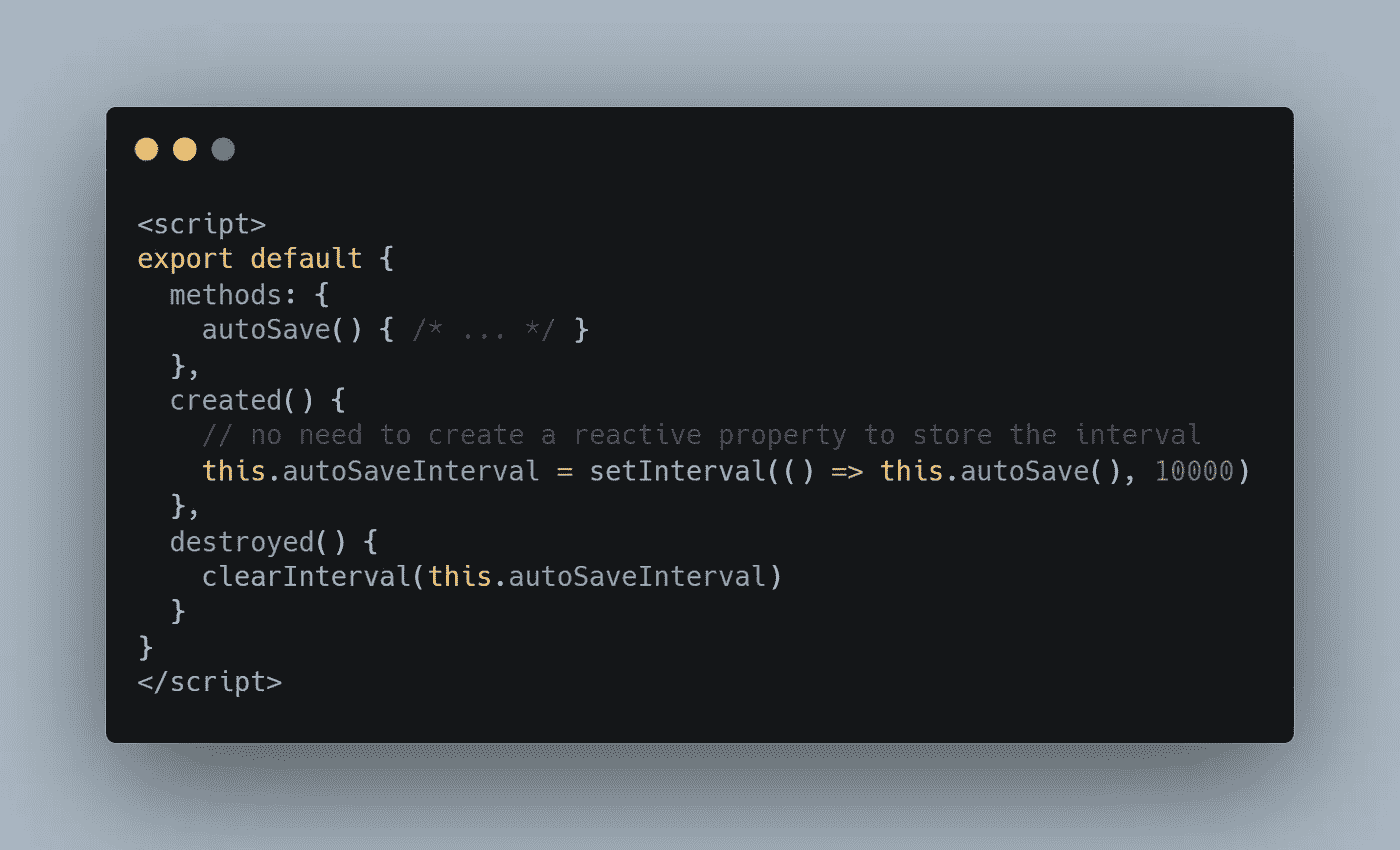 <script>
export default {
  methods: {
    autoSave() { /* ... */ }
  },
  created() {
    // no need to create a reactive property to store the interval
    this.autoSaveInterval = setInterval(() => this.autoSave(), 10000)
  },
  destroyed() {
    clearInterval(this.autoSaveInterval)
  }
}
</script>